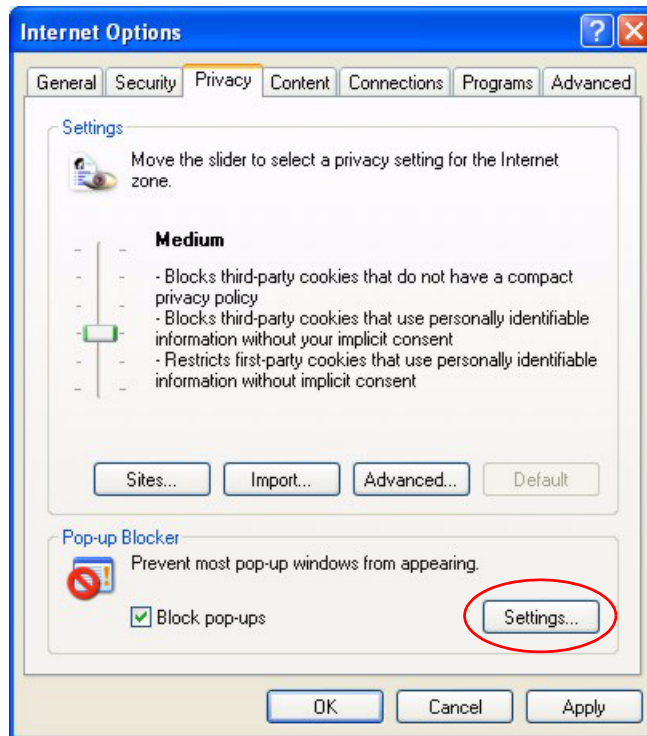 Internet Options
General Security Privacy Content Connections Programs Advanced
Settings
Move the slider to select a privacy setting for the Internet
zone.
Medium
- Blocks third-party cookies that do not have a compact
privacy policy
- Blocks third-party cookies that use personally identifiable
information without your implicit consent
- Restricts first-party cookies that use personally identifiable
information without implicit consent
Sites... Import... Advanced... Default
Pop-up Blocker
Prevent most pop-up windows from appearing.
Block pop-ups Settings...
OK Cancel Apply